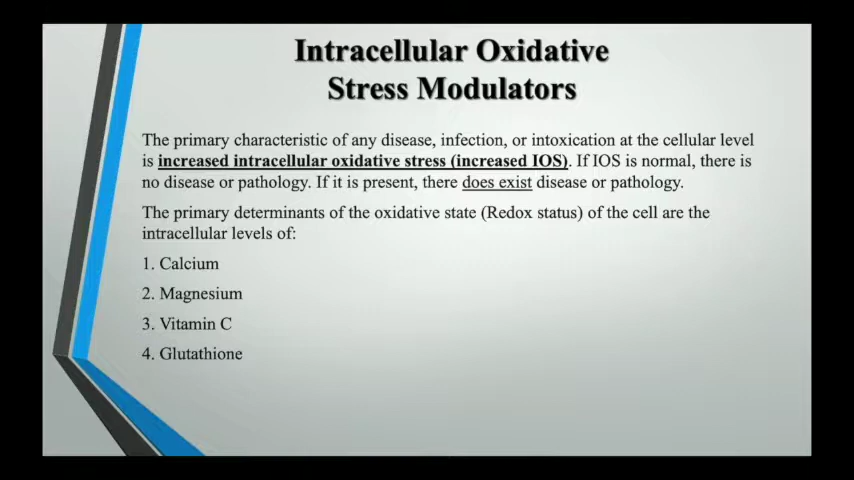 Intracellular Oxidative
Stress Modulators
The primary characteristic of any disease, infection, or intoxication at the cellular level
is increased intracellular oxidative stress (increased IOS). If IOS is normal, there is
no disease or pathology. If it is present, there does exist disease or pathology.
The primary determinants of the oxidative state (Redox status) of the cell are the
intracellular levels of:
1. Calcium
2. Magnesium
3. Vitamin C
4. Glutathione